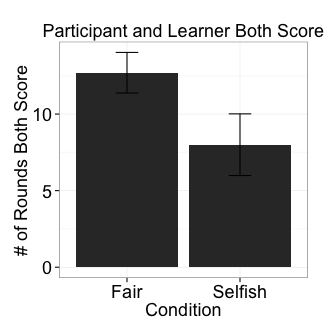 Participant and Learner Both Score
# of Rounds Both Score
10
5
0
Fair Selfish
Condition